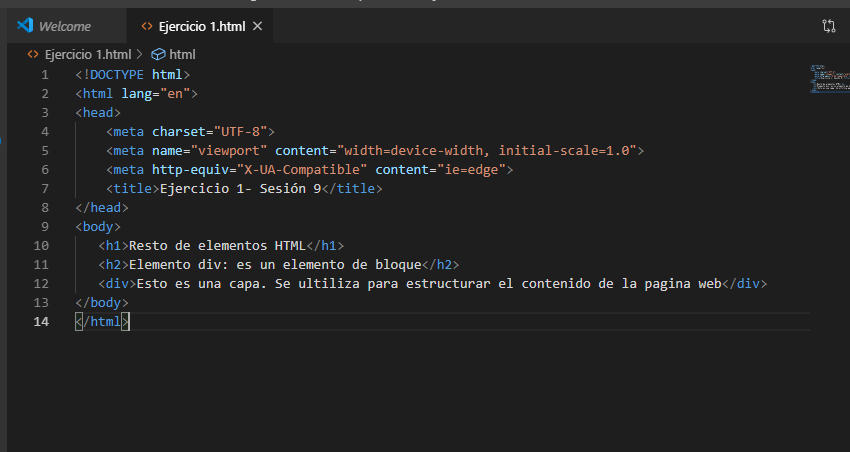 Welcome
Ejercicio 1.html
Ejercicio 1.html > html
1 <!DOCTYPE html>
2 <html lang="en">
3 <head>
4 <meta charset="UTF-8">
5 <meta name="viewport" content="width=device-width, initial-scale=1.0">
6 <meta http-equiv="X-UA-Compatible" content="ie=edge">
7 <title>Ejercicio 1- Sesión 9</title>
8 </head>
9 <body>
10 <h1>Resto de elementos HTML</h1>
11 <h2>Elemento div: es un elemento de bloque</h2>
12 <div>Esto es una capa. Se ultiliza para estructurar el contenido de la pagina web</div>
13 </body>
14 </html>